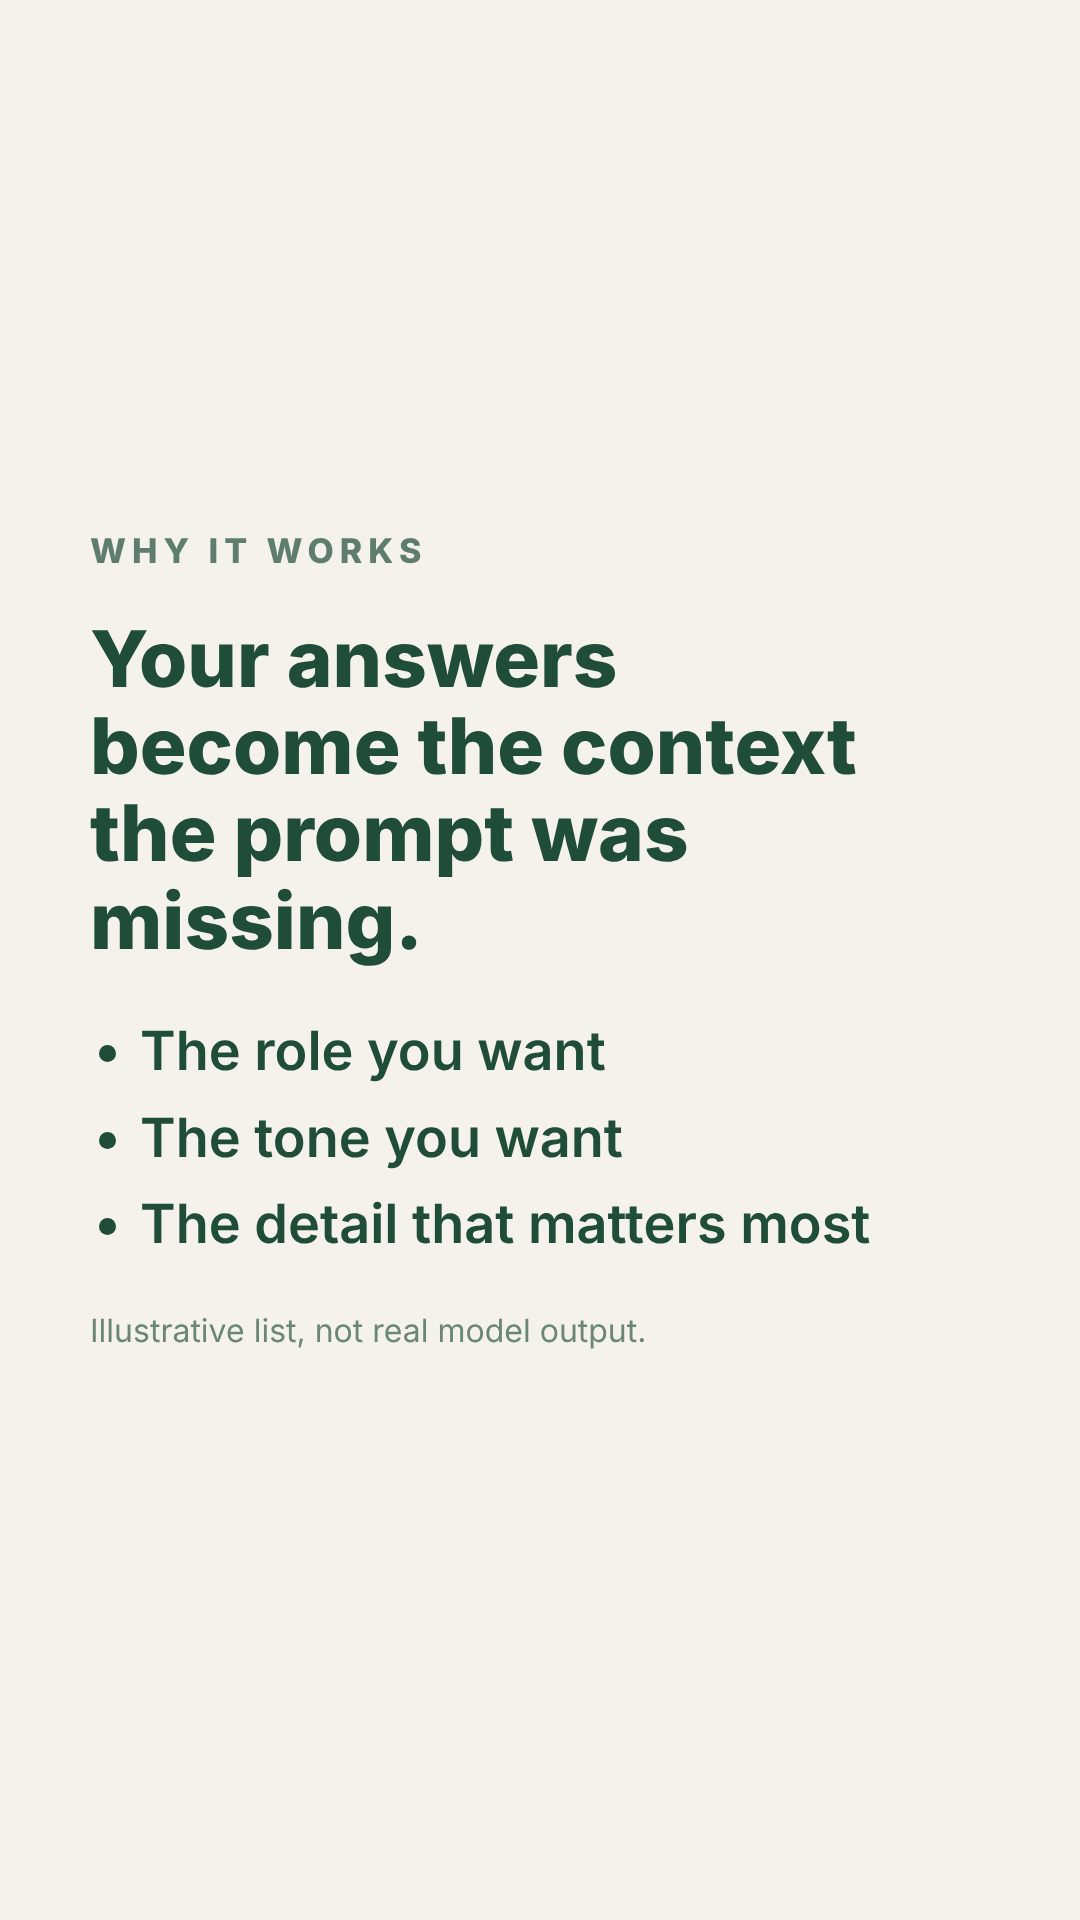 WHY IT WORKS
Your answers
become the context
the prompt was
missing.
• The role you want
• The tone you want
• The detail that matters most
Illustrative list, not real model output.